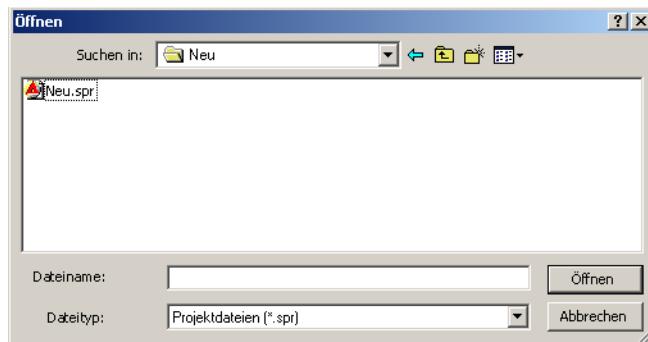 Öffnen
Suchen in: Neu
Neu.spr
Dateiname: Öffnen
Dateityp: Projektdateien (*.spr) Abbrechen